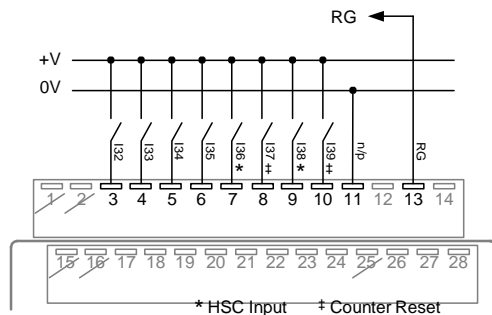 RG
+V
0V
I32 I33 I34 I35 I36 * I37 ‡ I38 * I39 ‡ n/p RG
1 2 3 4 5 6 7 8 9 10 11 12 13 14
15 16 17 18 19 20 21 22 23 24 25 26 27 28
* HSC Input ‡ Counter Reset